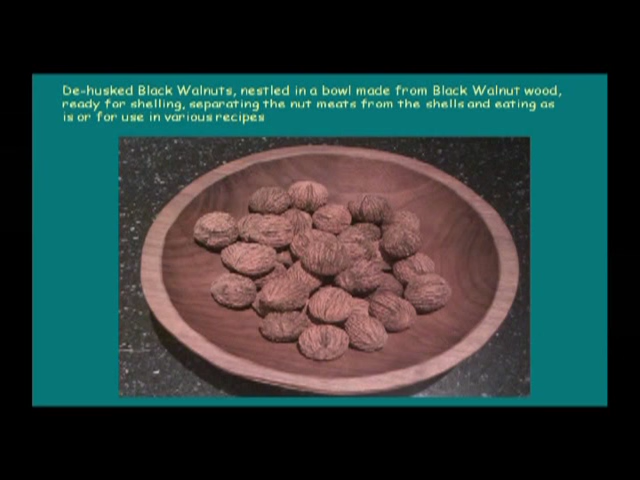 De-husked Black Walnuts, nestled in a bowl made from Black Walnut wood,
ready for shelling, separating the nut meats from the shells and eating as
is or for use in various recipes